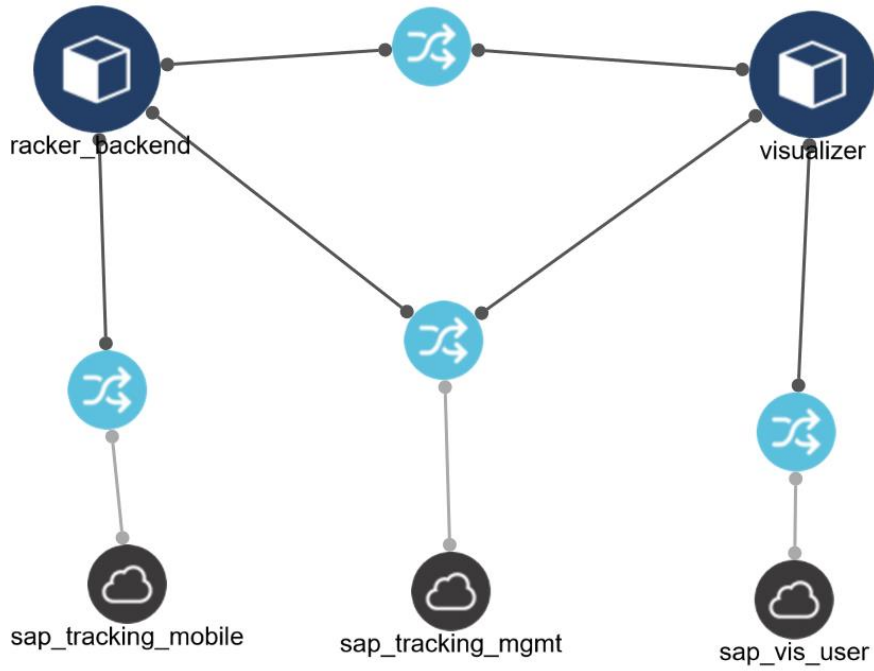 racker_backend
visualizer
sap_tracking_mobile
sap_tracking_mgmt
sap_vis_user